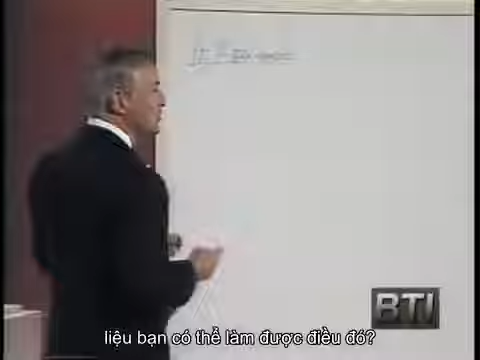 BTI
liệu bạn có thể làm được điều đó?